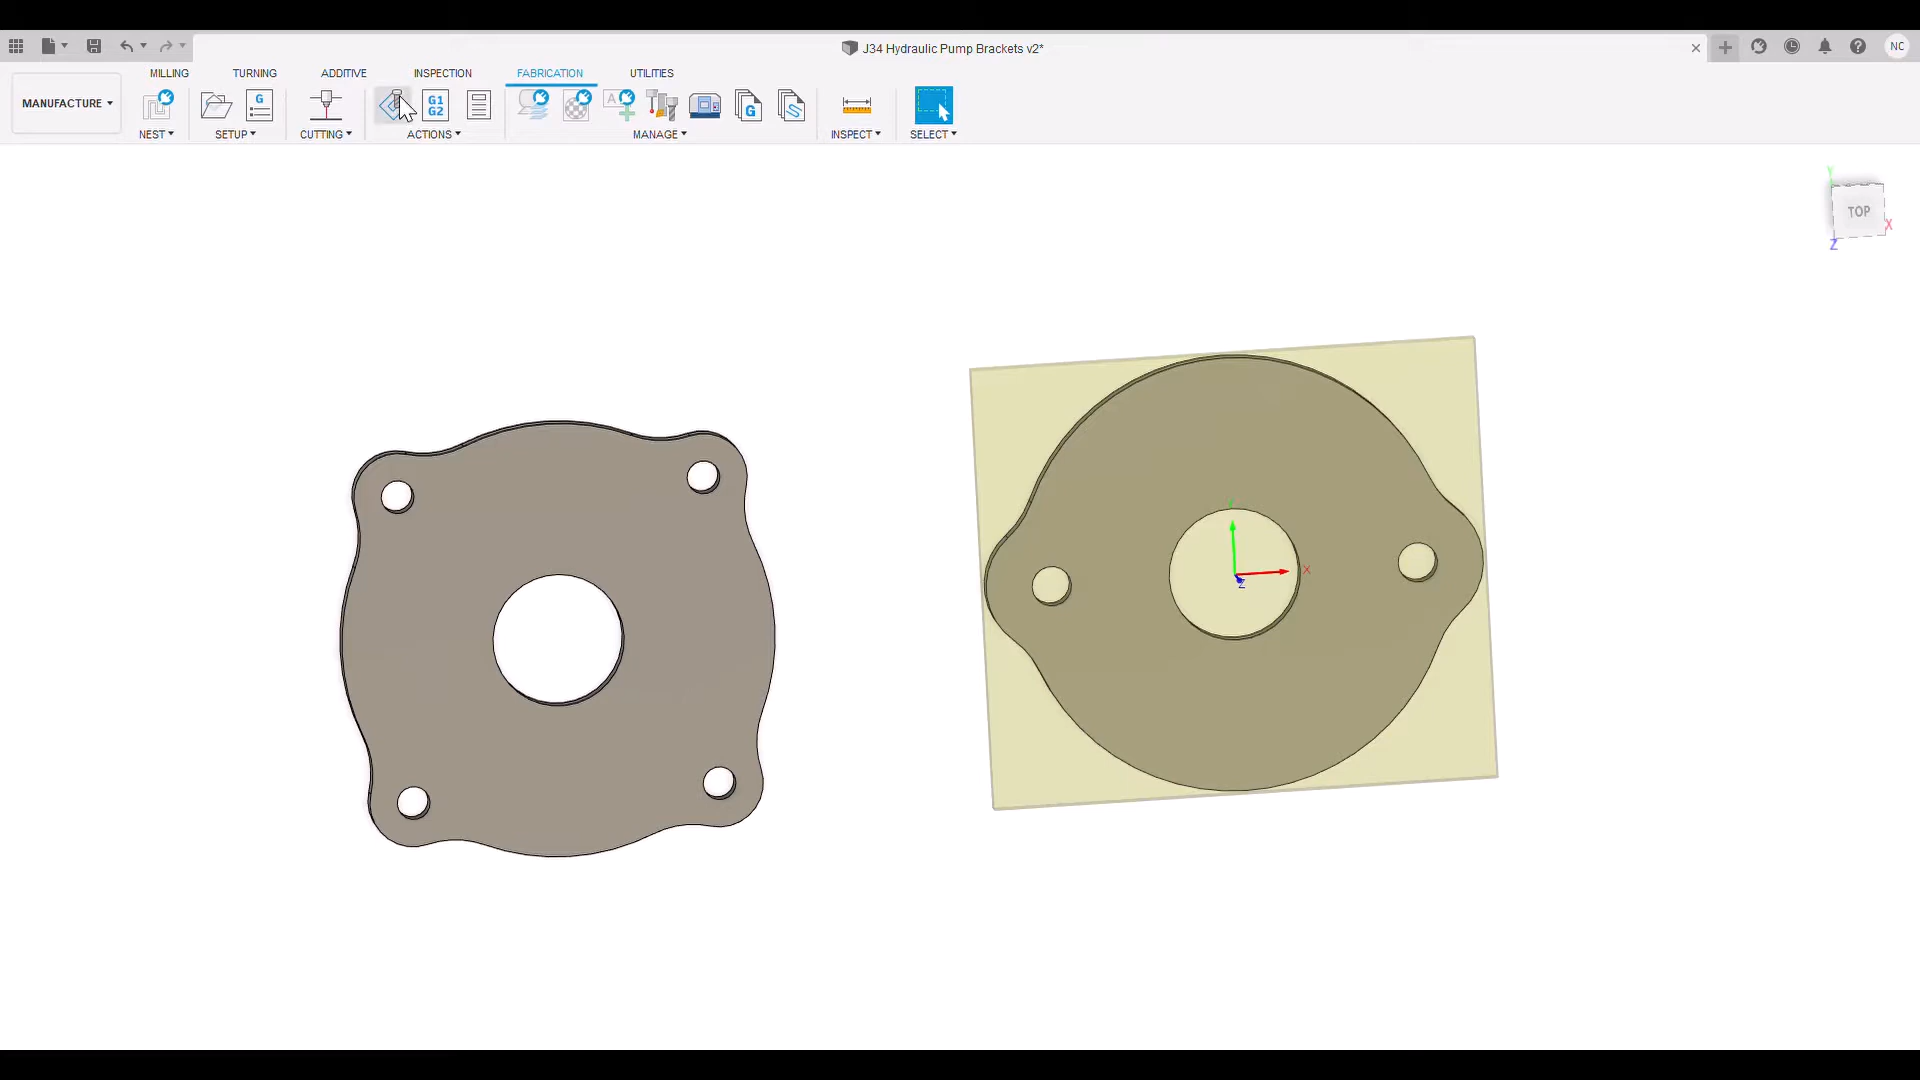 J34 Hydraulic Pump Brackets v2*
NC
MILLING TURNING ADDITIVE INSPECTION FABRICATION UTILITIES
MANUFACTURE
G
G1
G2
A
G
S
NEST SETUP CUTTING ACTIONS MANAGE INSPECT SELECT
Y
TOP
X
Z
Y
X
Z